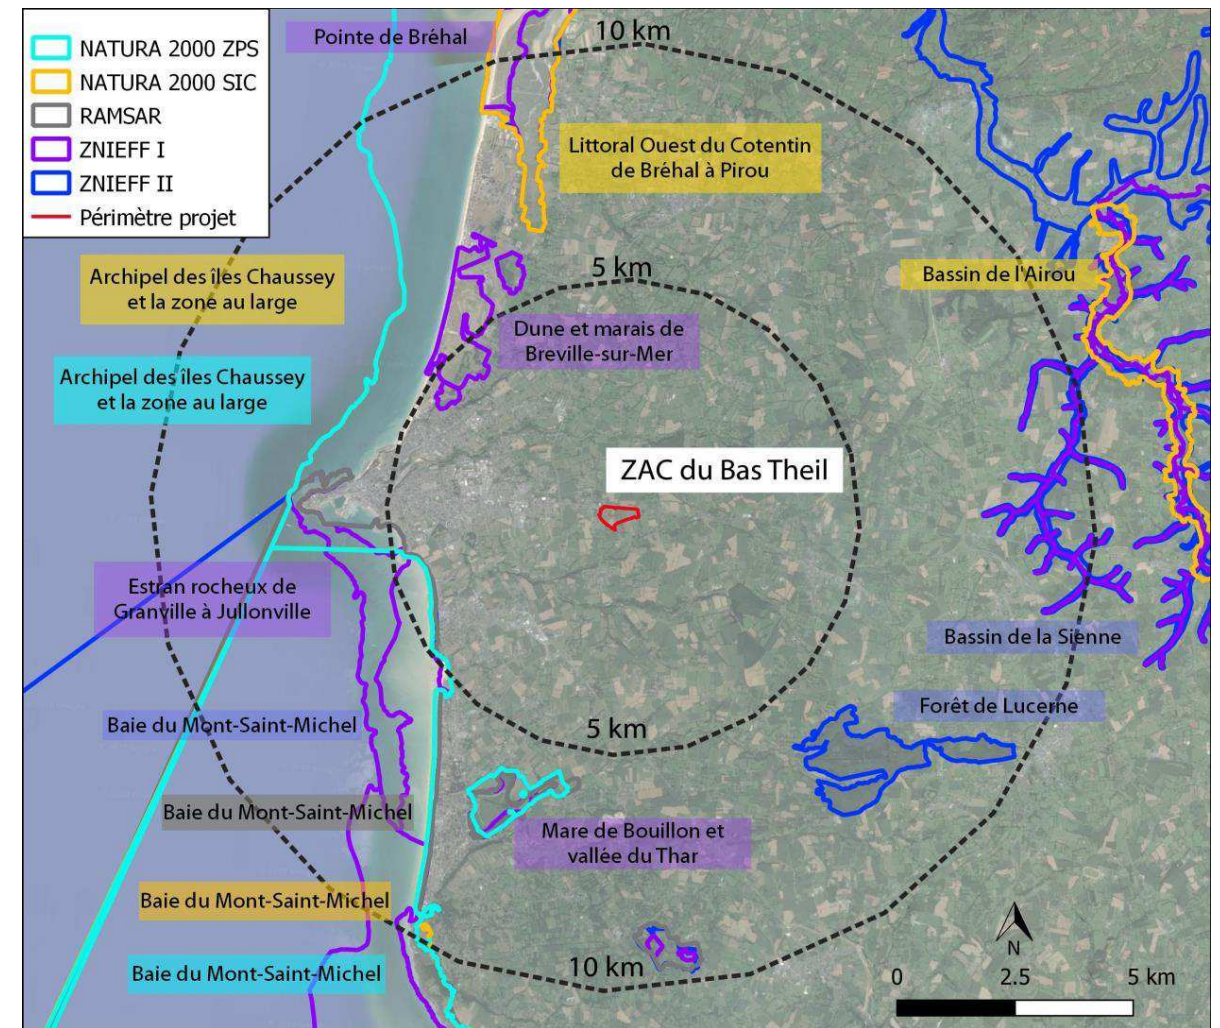 NATURA 2000 ZPS
NATURA 2000 SIC
RAMSAR
ZNIEFF I
ZNIEFF II
Périmètre projet
Pointe de Bréhal
10 km
Littoral Ouest du Cotentin
de Bréhal à Pirou
Archipel des îles Chaussey
et la zone au large
5 km
Bassin de l'Airou
Dune et marais de
Breville-sur-Mer
Archipel des îles Chaussey
et la zone au large
ZAC du Bas Theil
Estran rocheux de
Granville à Jullonville
Bassin de la Sienne
Forêt de Lucerne
Baie du Mont-Saint-Michel
5 km
Baie du Mont-Saint-Michel
Mare de Bouillon et
vallée du Thar
Baie du Mont-Saint-Michel
Baie du Mont-Saint-Michel
10 km
N
0 2.5 5 km